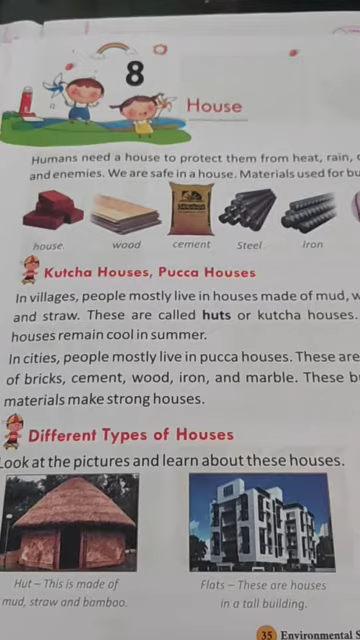 8
House
Humans need a house to protect them from heat, rain,
and enemies. We are safe in a house. Materials used for
house.
wood
cement
Steel
Iron
Kutcha Houses, Pucca Houses
In villages, people mostly live in houses made of mud,
and straw. These are called huts or kutcha houses.
houses remain cool in summer.
In cities, people mostly live in pucca houses. These are
of bricks, cement, wood, iron, and marble. These
materials make strong houses.
Different Types of Houses
Look at the pictures and learn about these houses.
Hut – This is made of
mud, straw and bamboo.
Flats – These are houses
in a tall building.
35 Environmental